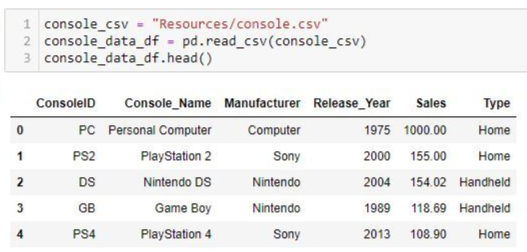 1 console_csv = "Resources/console.csv"
2 console_data_df = pd.read_csv(console_csv)
3 console_data_df.head()
ConsoleID Console_Name Manufacturer Release_Year Sales Type
0 PC Personal Computer Computer 1975 1000.00 Home
1 PS2 PlayStation 2 Sony 2000 155.00 Home
2 DS Nintendo DS Nintendo 2004 154.02 Handheld
3 GB Game Boy Nintendo 1989 118.69 Handheld
4 PS4 PlayStation 4 Sony 2013 108.90 Home